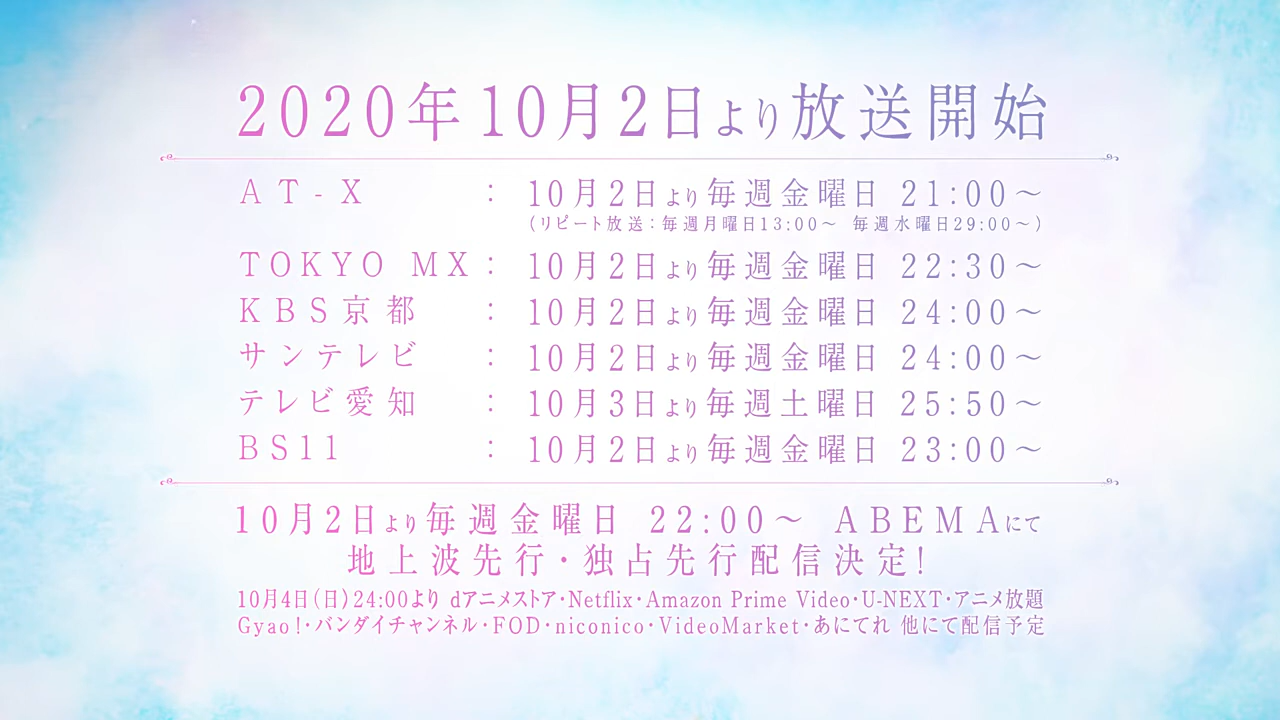 2020年10月2日より放送開始
AT-X : 10月2日より毎週金曜日 21:00～
(リピート放送：毎週月曜日13:00～ 毎週水曜日29:00～)
TOKYO MX : 10月2日より毎週金曜日 22:30～
KBS京都 : 10月2日より毎週金曜日 24:00～
サンテレビ : 10月2日より毎週金曜日 24:00～
テレビ愛知 : 10月3日より毎週土曜日 25:50～
BS11 : 10月2日より毎週金曜日 23:00～
10月2日より毎週金曜日 22:00～ ABEMAにて
地上波先行・独占先行配信決定!
10月4日(日)24:00より dアニメストア・Netflix・Amazon Prime Video・U-NEXT・アニメ放題
Gyao!・バンダイチャンネル・FOD・niconico・VideoMarket・あにてれ 他にて配信予定